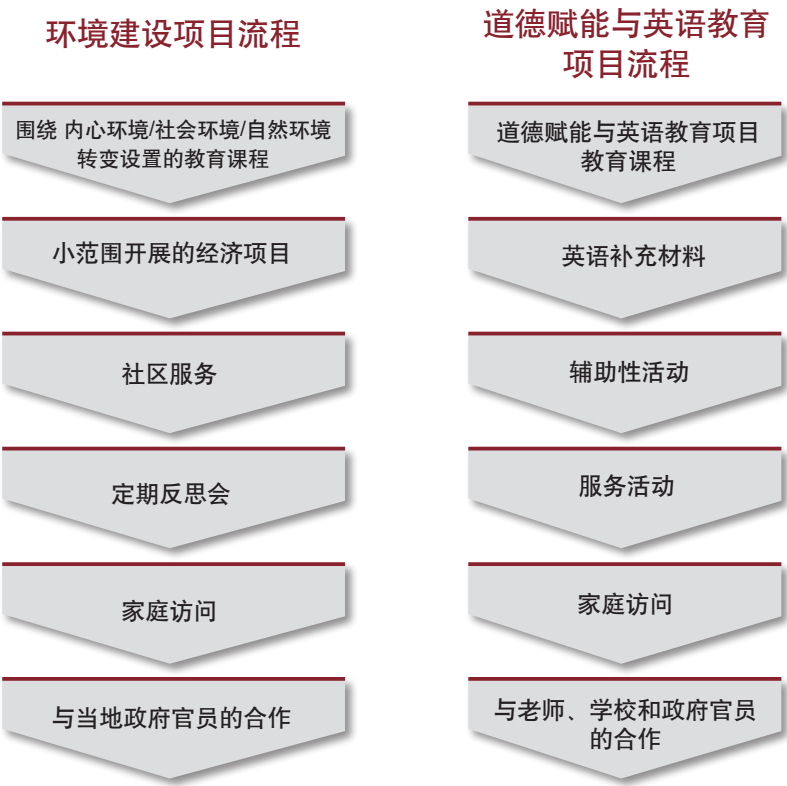 环境建设项目流程
围绕 内心环境/社会环境/自然环境
转变设置的教育课程
小范围开展的经济项目
社区服务
定期反思会
家庭访问
与当地政府官员的合作
道德赋能与英语教育
项目流程
道德赋能与英语教育项目
教育课程
英语补充材料
辅助性活动
服务活动
家庭访问
与老师、学校和政府官员
的合作